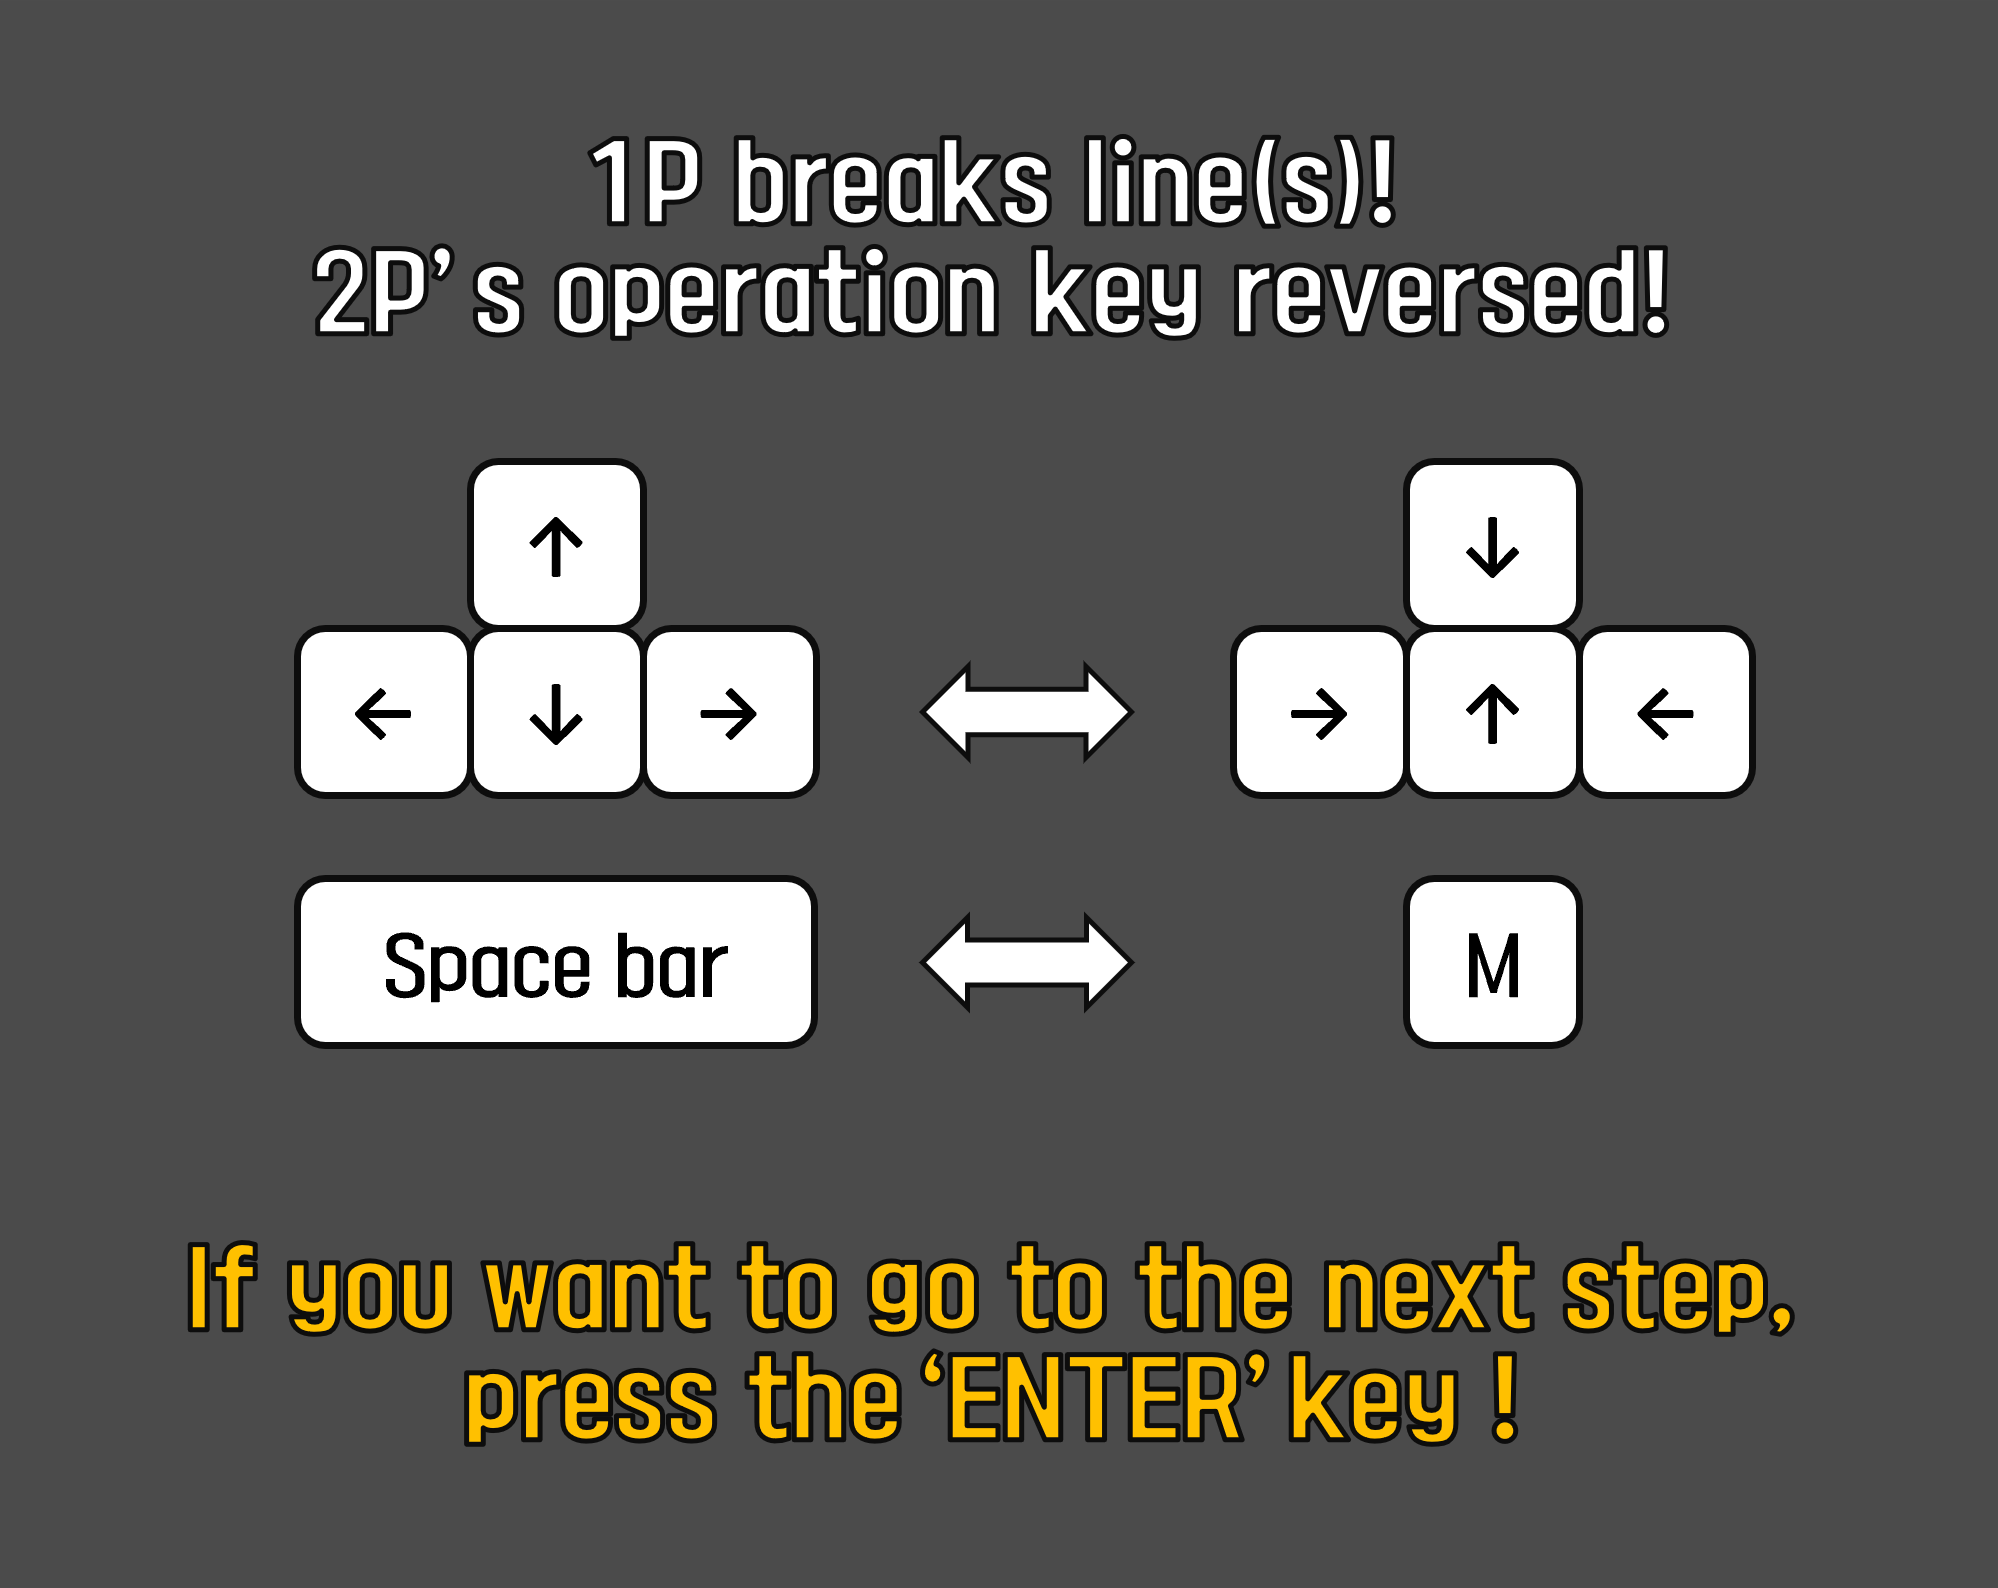 1P breaks line(s)!
2P’s operation key reversed!
↑ ↓
← ↓ → → ↑ ←
Space bar M
If you want to go to the next step,
press the ‘ENTER’ key !